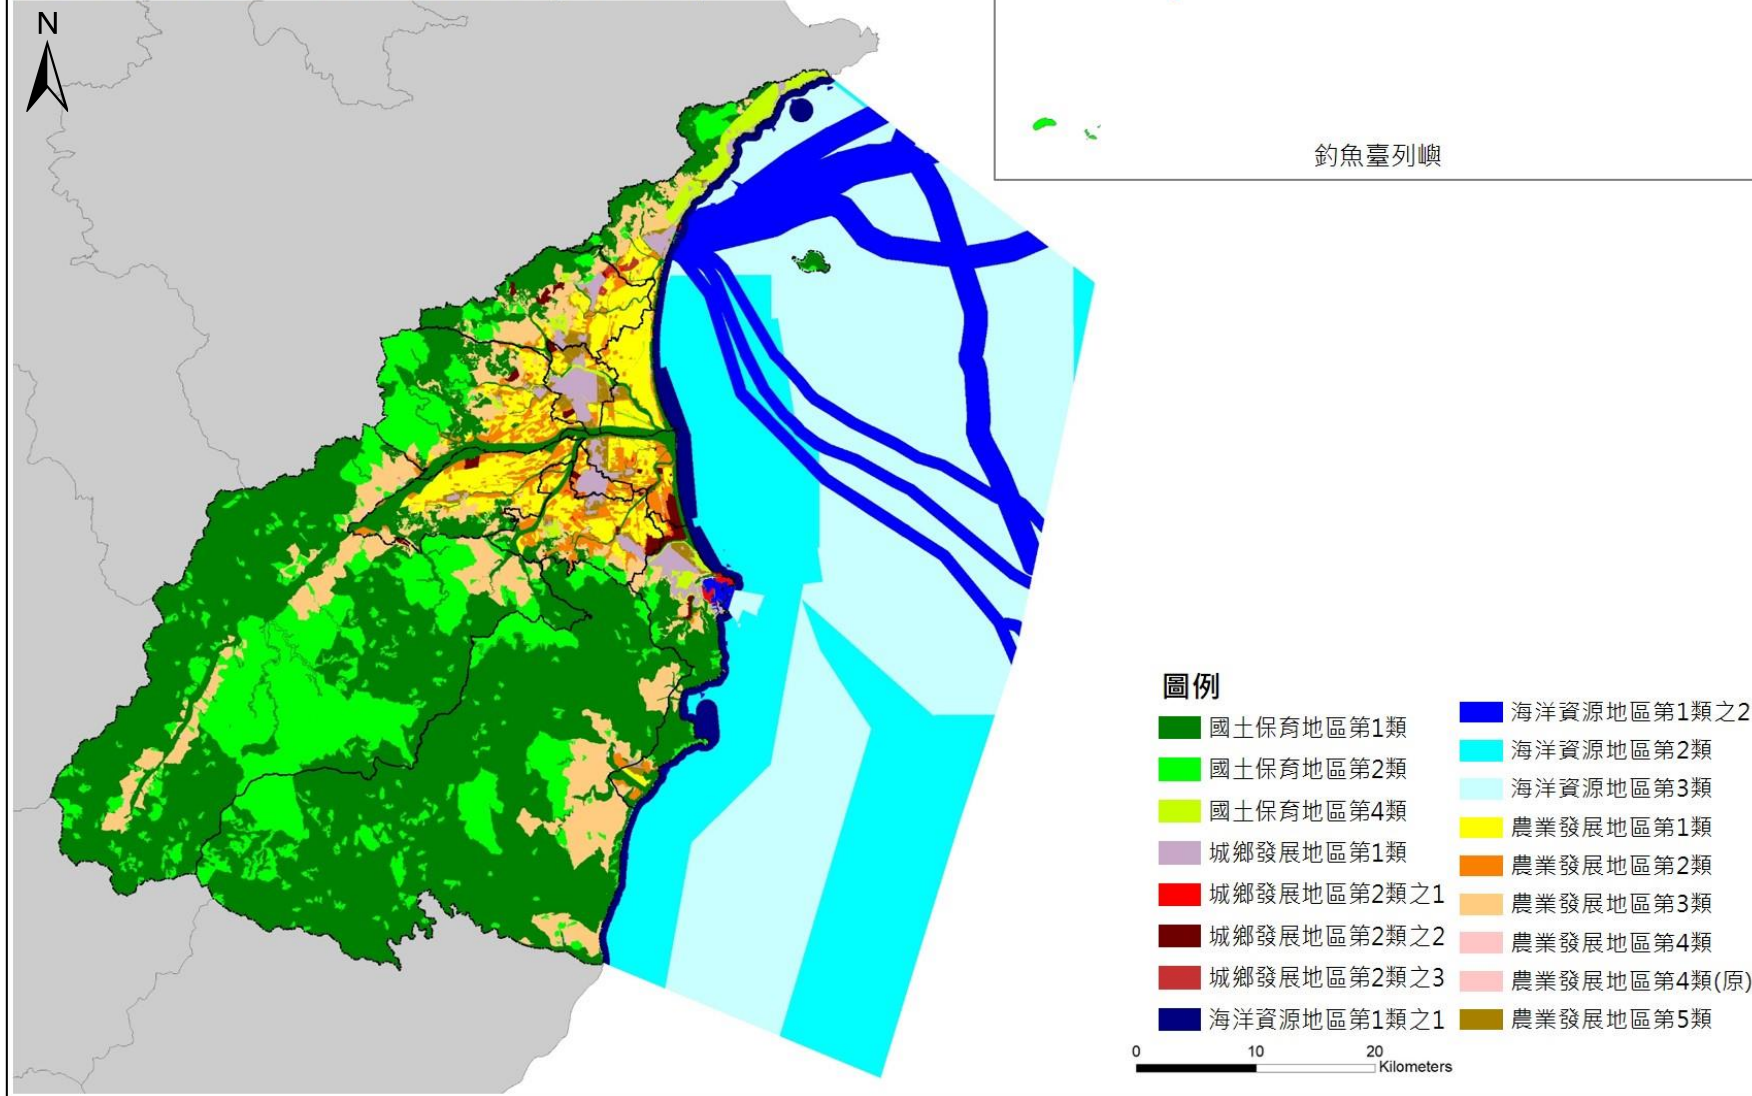 N
釣魚臺列嶼
圖例
國土保育地區第1類
國土保育地區第2類
國土保育地區第4類
城鄉發展地區第1類
城鄉發展地區第2類之1
城鄉發展地區第2類之2
城鄉發展地區第2類之3
海洋資源地區第1類之1
海洋資源地區第1類之2
海洋資源地區第2類
海洋資源地區第3類
農業發展地區第1類
農業發展地區第2類
農業發展地區第3類
農業發展地區第4類
農業發展地區第4類(原)
農業發展地區第5類
0 10 20
Kilometers